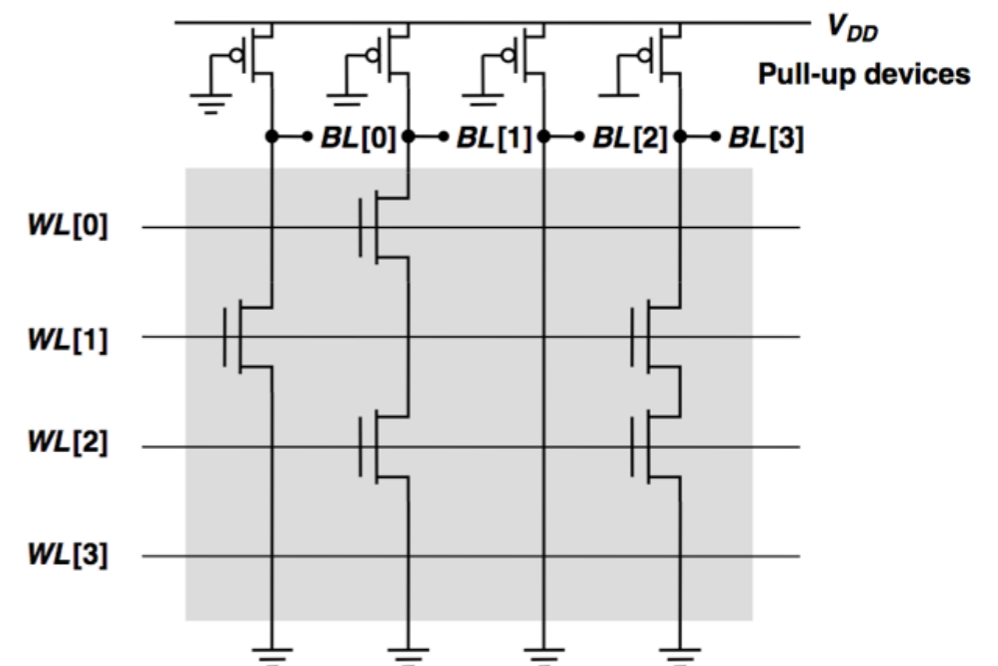 V_DD
Pull-up devices
BL[0] BL[1] BL[2] BL[3]
WL[0]
WL[1]
WL[2]
WL[3]